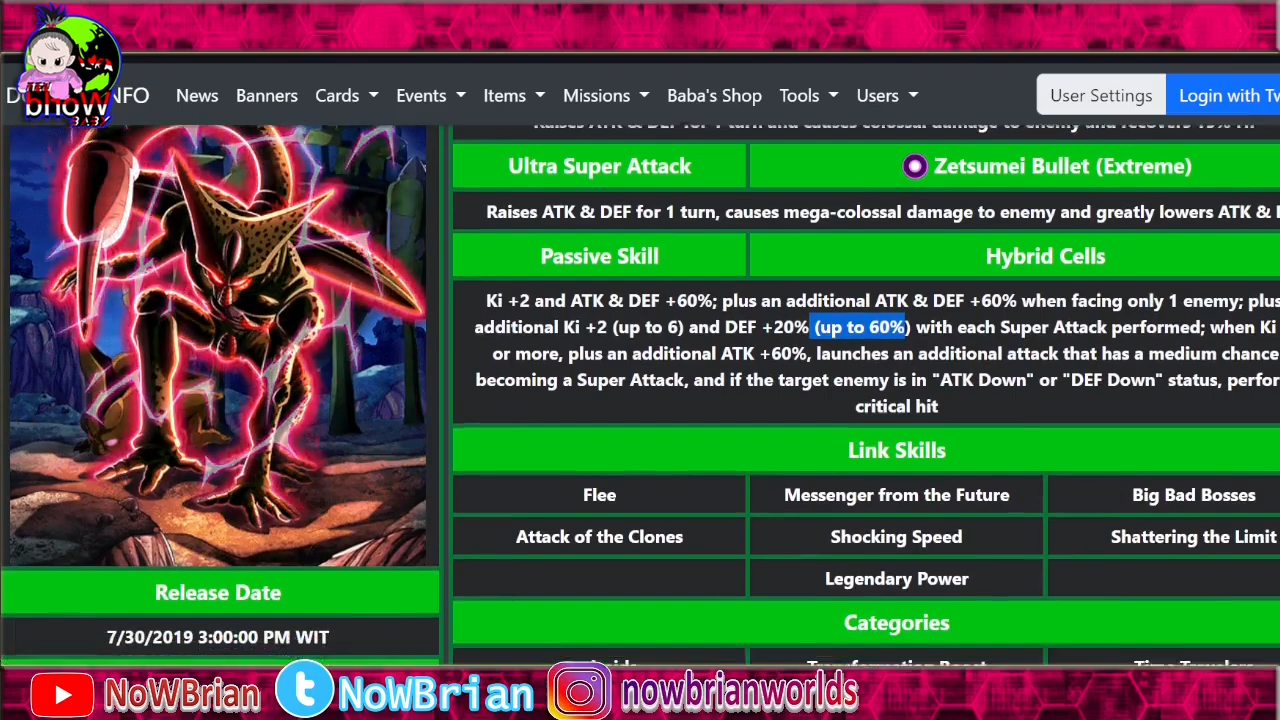 bhoW
BABY
NFO
News
Banners
Cards
Events
Items
Missions
Baba's Shop
Tools
Users
User Settings
Login with Tw
Ultra Super Attack
Zetsumei Bullet (Extreme)
Raises ATK & DEF for 1 turn, causes mega-colossal damage to enemy and greatly lowers ATK &
Passive Skill
Hybrid Cells
Ki +2 and ATK & DEF +60%; plus an additional ATK & DEF +60% when facing only 1 enemy; plus
additional Ki +2 (up to 6) and DEF +20% (up to 60%) with each Super Attack performed; when Ki
or more, plus an additional ATK +60%, launches an additional attack that has a medium chance
becoming a Super Attack, and if the target enemy is in "ATK Down" or "DEF Down" status, perfor
critical hit
Link Skills
Flee
Messenger from the Future
Big Bad Bosses
Attack of the Clones
Shocking Speed
Shattering the Limit
Legendary Power
Release Date
7/30/2019 3:00:00 PM WIT
Categories
NoWBrian
NoWBrian
nowbrianworlds